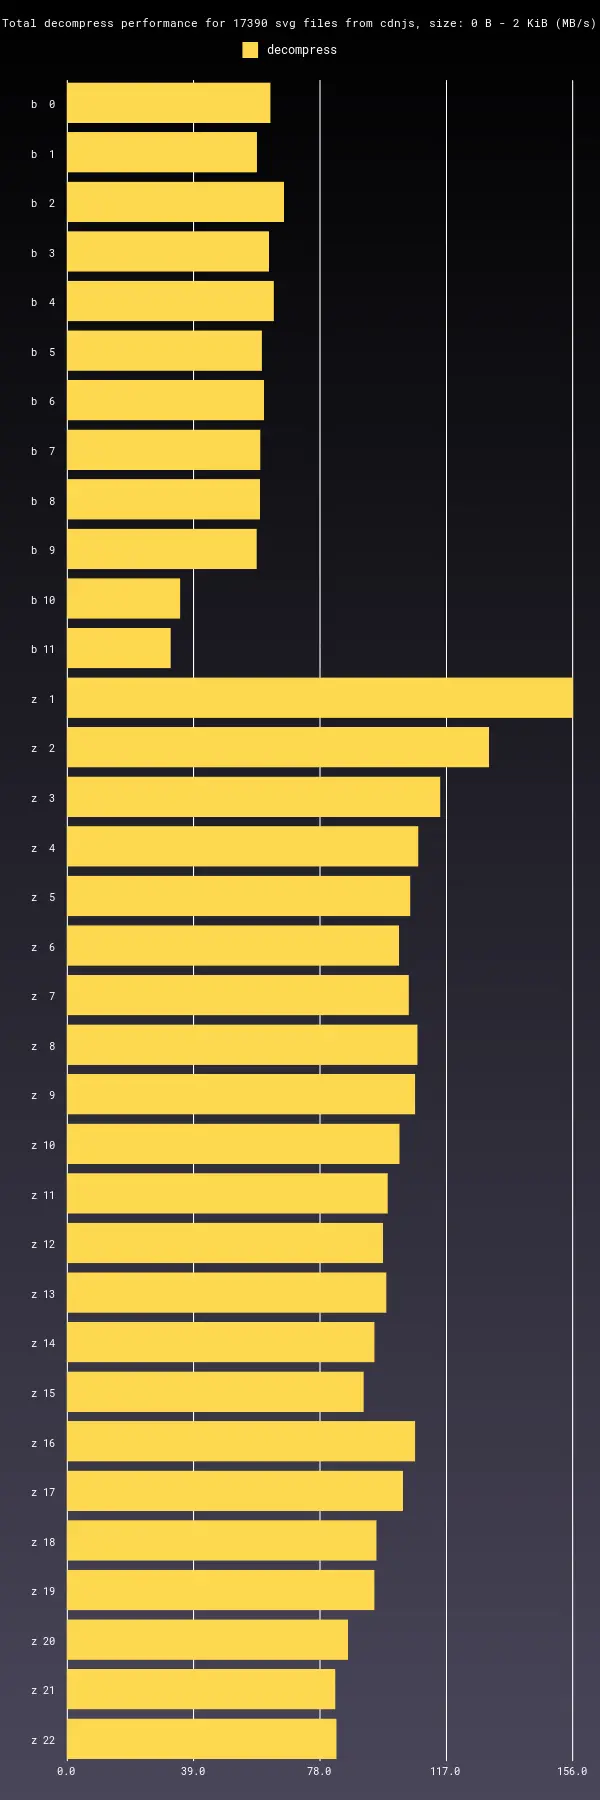 Total decompress performance for 17390 svg files from cdnjs, size: 0 B - 2 KiB (MB/s)
decompress
b 0
b 1
b 2
b 3
b 4
b 5
b 6
b 7
b 8
b 9
b 10
b 11
z 1
z 2
z 3
z 4
z 5
z 6
z 7
z 8
z 9
z 10
z 11
z 12
z 13
z 14
z 15
z 16
z 17
z 18
z 19
z 20
z 21
z 22
0.0 39.0 78.0 117.0 156.0